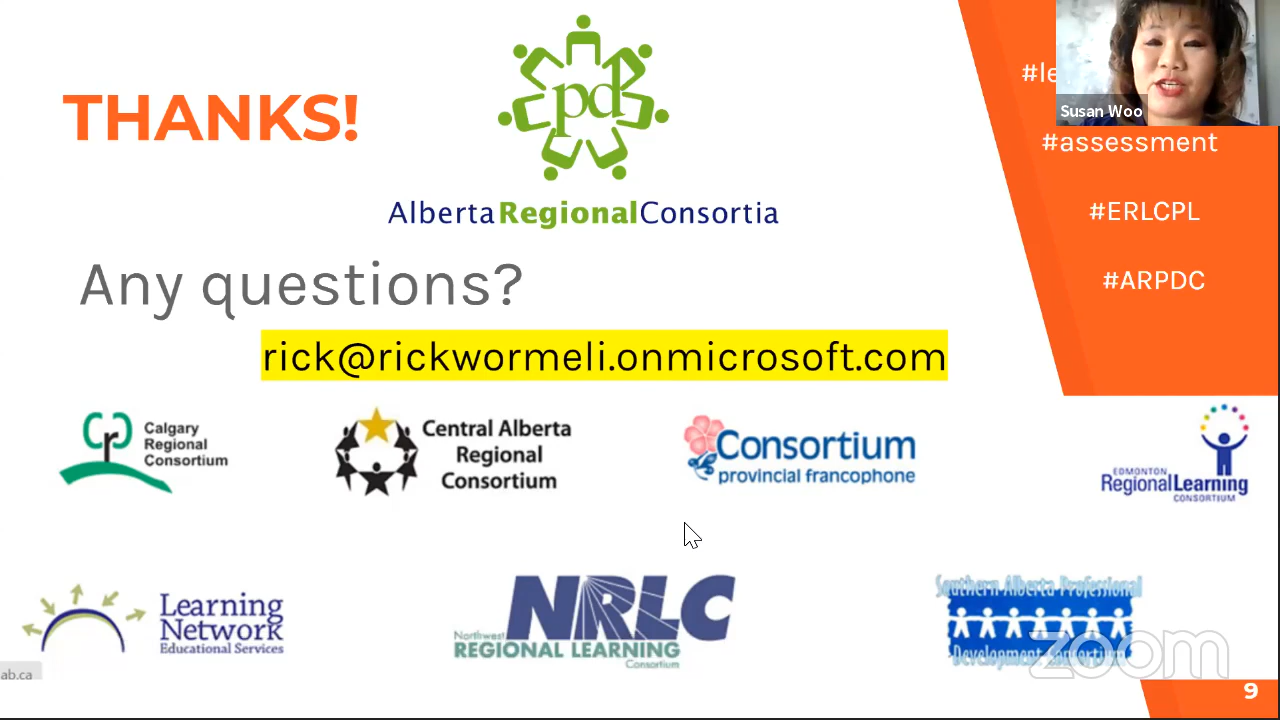 THANKS!
pd
AlbertaRegionalConsortia
#le
Susan Woo
#assessment
#ERLCPL
#ARPDC
Any questions?
rick@rickwormeli.onmicrosoft.com
Calgary
Regional
Consortium
Central Alberta
Regional
Consortium
Consortium
provincial francophone
EDMONTON
RegionalLearning
CONSORTIUM
Learning
Network
Educational Services
NRLC
Northwest
REGIONAL LEARNING
Consortium
Southern Alberta Professional
Development Consortium
zoom
ab.ca
9